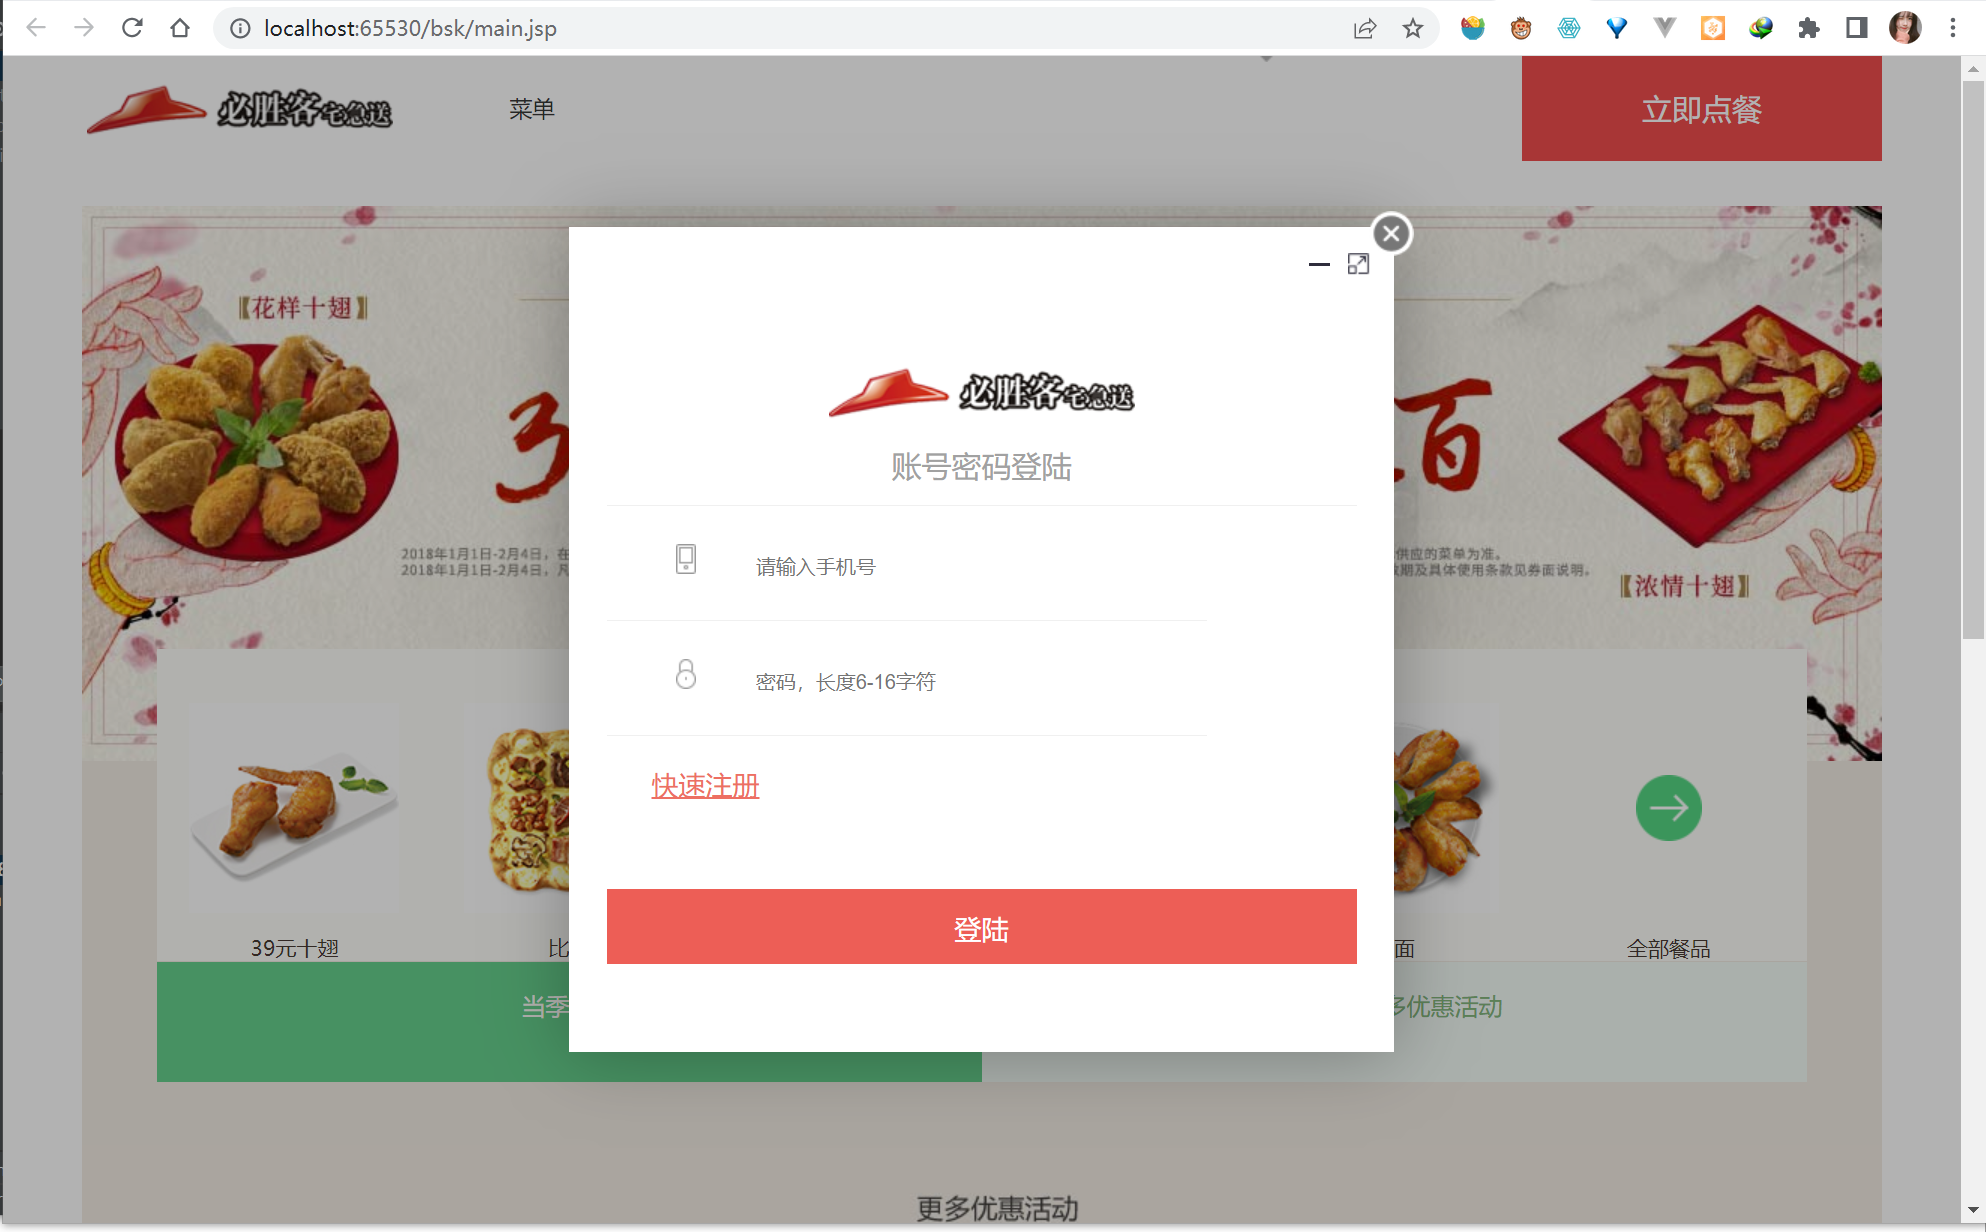 localhost:65530/bsk/main.jsp
必胜客宅急送
菜单
立即点餐
【花样十翅】
3
百
2018年1月1日-2月4日，在
2018年1月1日-2月4日，凡
供应的菜单为准。
期及具体使用条款见券面说明。
【浓情十翅】
必胜客宅急送
账号密码登陆
请输入手机号
密码，长度6-16字符
快速注册
登陆
39元十翅
比
面
全部餐品
当季
多优惠活动
更多优惠活动